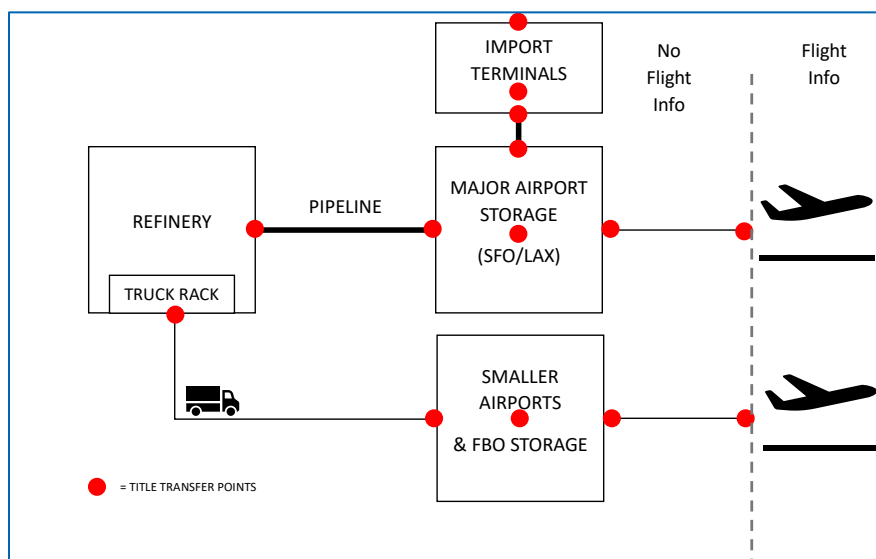 IMPORT
TERMINALS
No
Flight
Info
Flight
Info
REFINERY
PIPELINE
MAJOR AIRPORT
STORAGE
(SFO/LAX)
TRUCK RACK
SMALLER
AIRPORTS
& FBO STORAGE
= TITLE TRANSFER POINTS